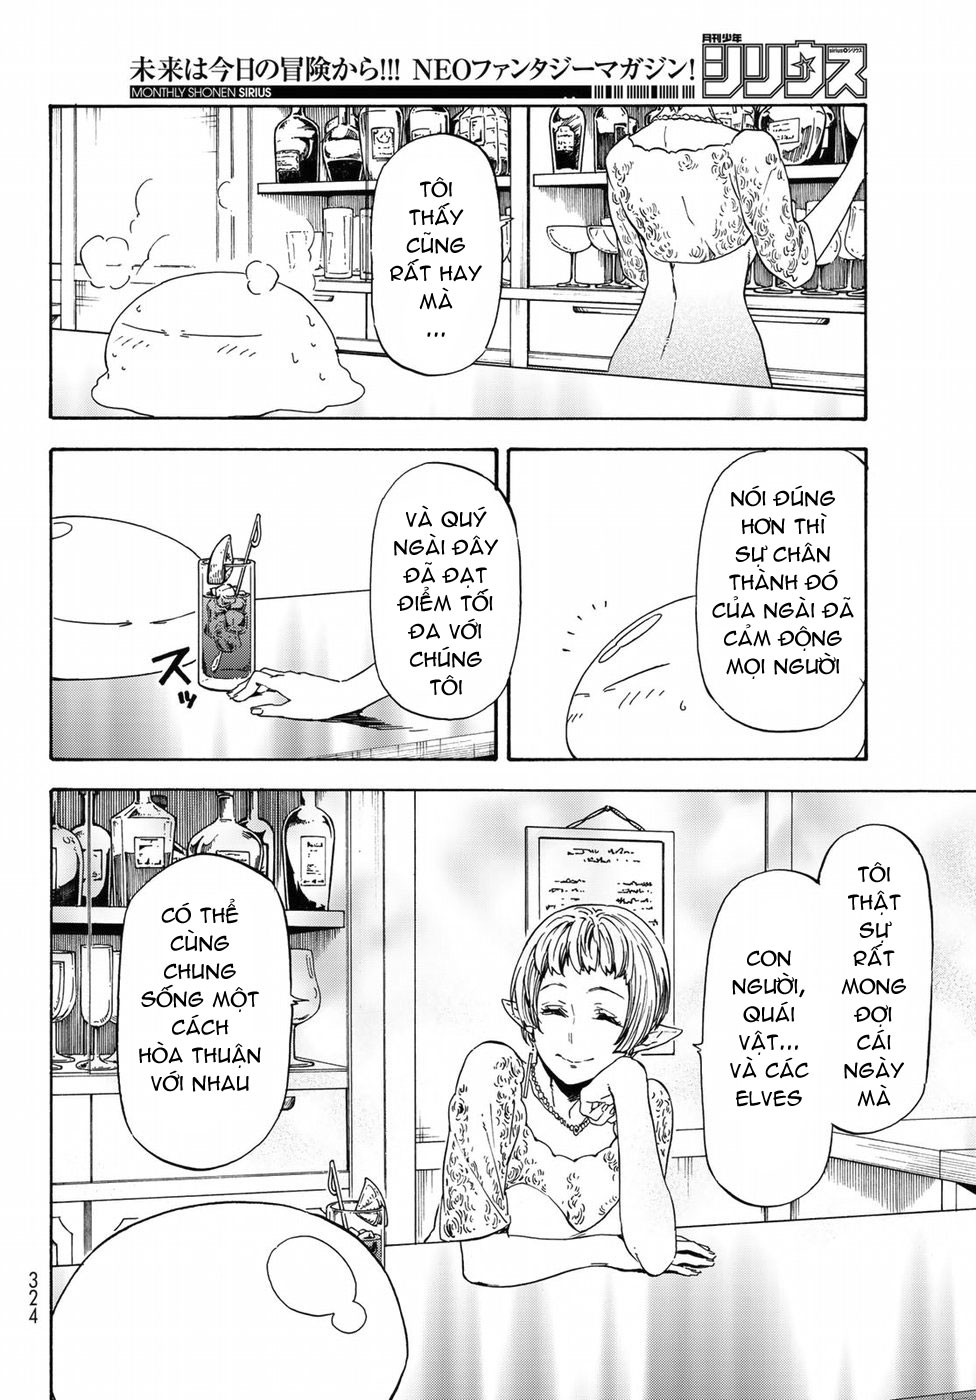 未来は今日の冒険から!!! NEOファンタジーマガジン!
月刊少年
シリウス
MONTHLY SHONEN SIRIUS
TÔI
THẤY
CŨNG
RẤT HAY
MÀ
...
NÓI ĐÚNG
HƠN THÌ
SỰ CHÂN
THÀNH ĐÓ
CỦA NGÀI ĐÃ
CẢM ĐỘNG
MỌI NGƯỜI
VÀ QUÝ
NGÀI ĐÂY
ĐÃ ĐẠT
ĐIỂM TỐI
ĐA VỚI
CHÚNG
TÔI
スッ
TÔI
THẬT
SỰ
RẤT
MONG
ĐỢI
CÁI
NGÀY
MÀ
CON
NGƯỜI,
QUÁI
VẬT...
VÀ CÁC
ELVES
CÓ THỂ
CÙNG
CHUNG
SỐNG MỘT
CÁCH
HÒA THUẬN
VỚI NHAU
324